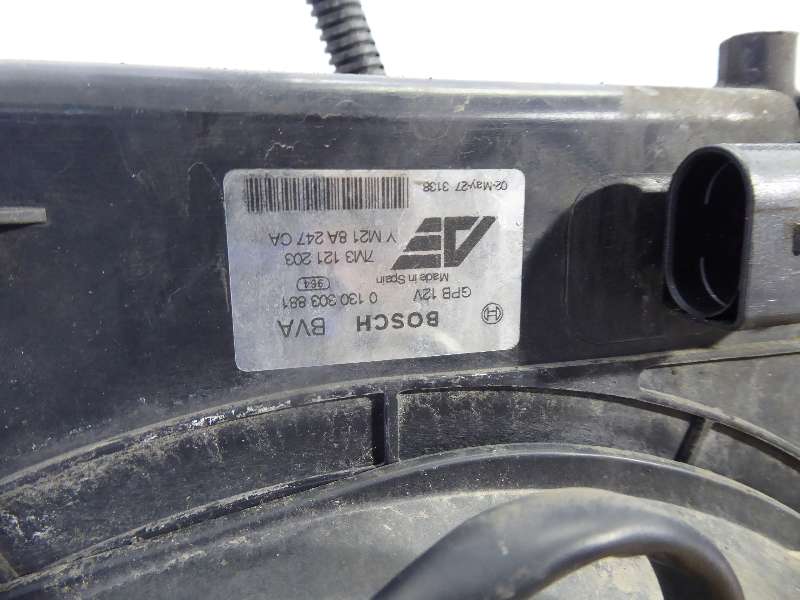 BOSCH BVA
GPB 12V 0 130 303 881
Made in Spain 964
7M3 121 203
Y M21 8A 247 CA
02-May-27 3138